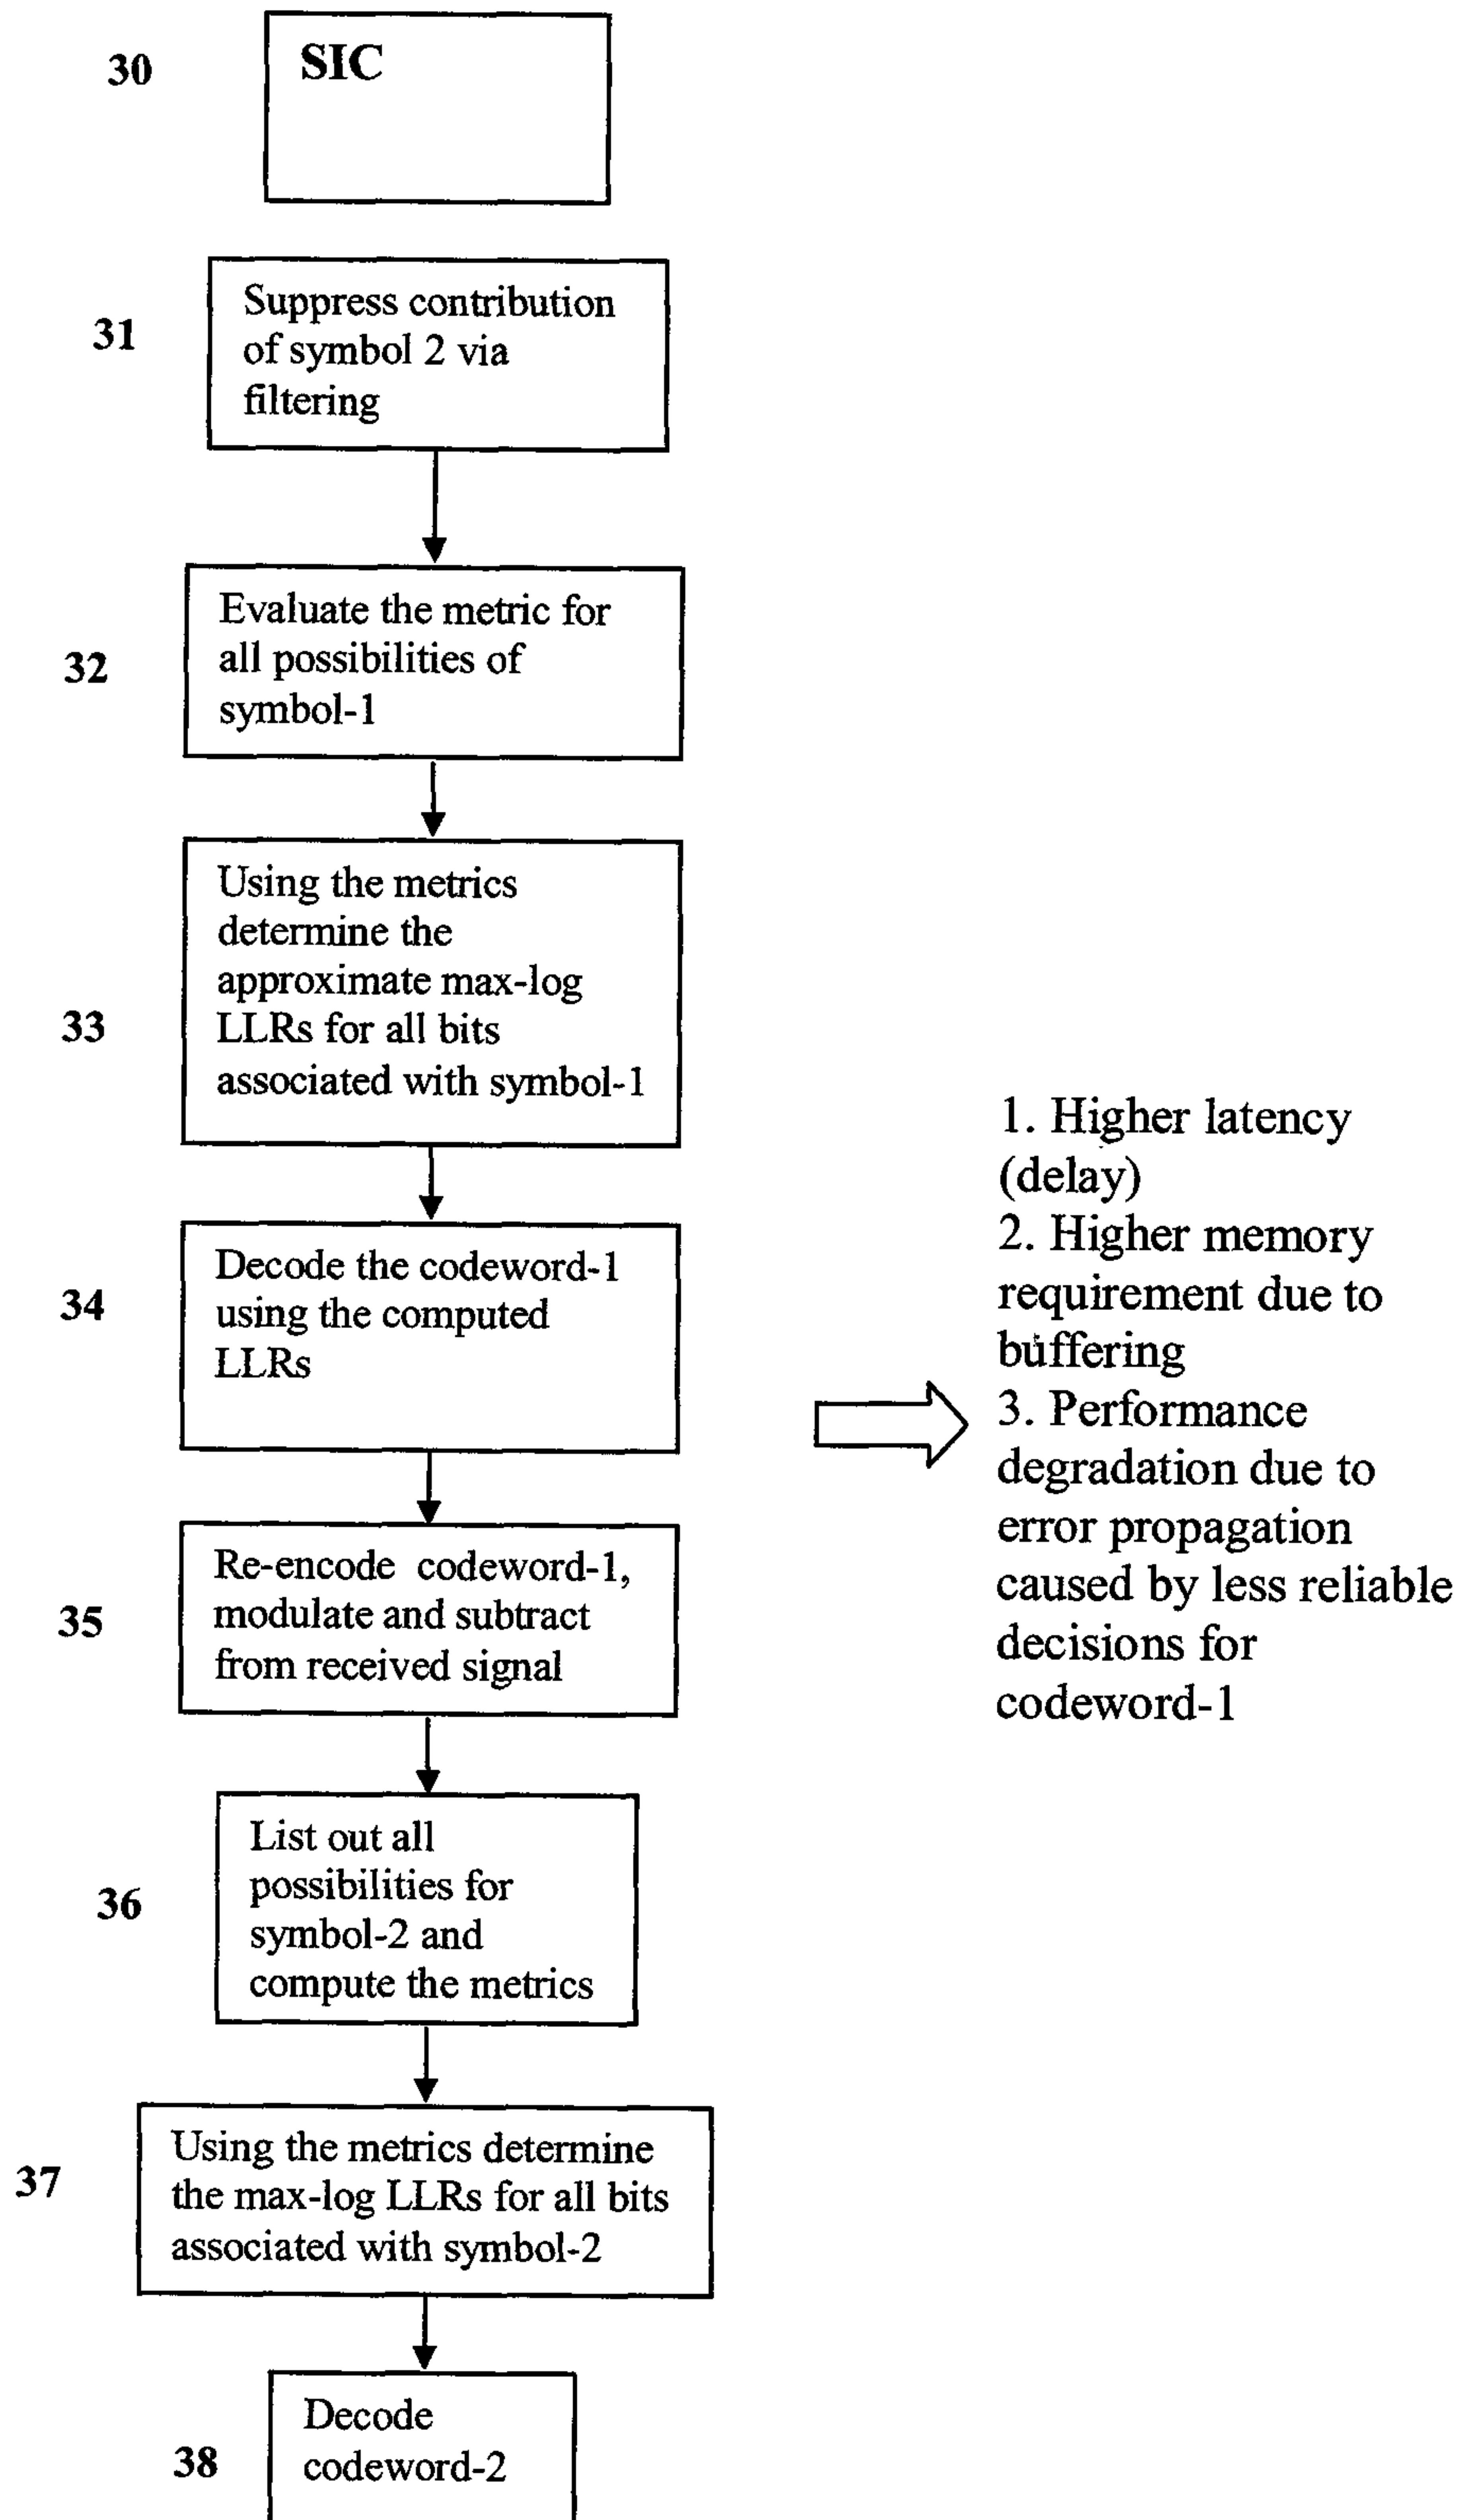 30
SIC
31
Suppress contribution
of symbol 2 via
filtering
32
Evaluate the metric for
all possibilities of
symbol-1
33
Using the metrics
determine the
approximate max-log
LLRs for all bits
associated with symbol-1
34
Decode the codeword-1
using the computed
LLRs
35
Re-encode codeword-1,
modulate and subtract
from received signal
36
List out all
possibilities for
symbol-2 and
compute the metrics
37
Using the metrics determine
the max-log LLRs for all bits
associated with symbol-2
38
Decode
codeword-2
1. Higher latency
(delay)
2. Higher memory
requirement due to
buffering
3. Performance
degradation due to
error propagation
caused by less reliable
decisions for
codeword-1